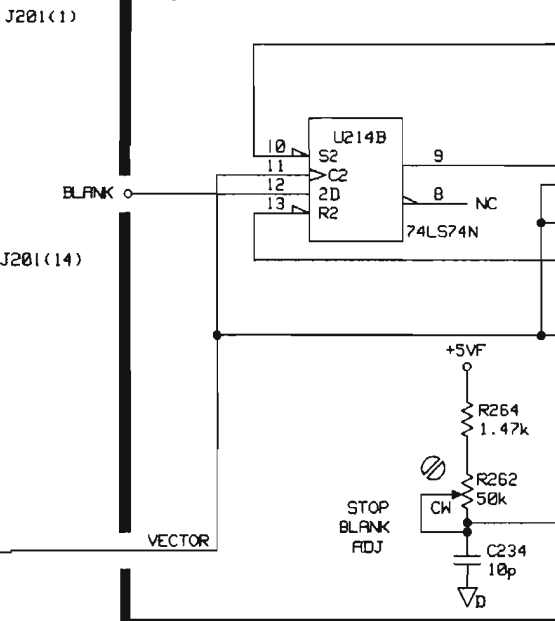 J201(1)
U214B
10
S2
11
C2
12
2D
13
R2
9
8
NC
74LS74N
BLANK
J201(14)
+5VF
R264
1.47k
R262
50k
CW
STOP
BLANK
ADJ
VECTOR
C234
10p
D